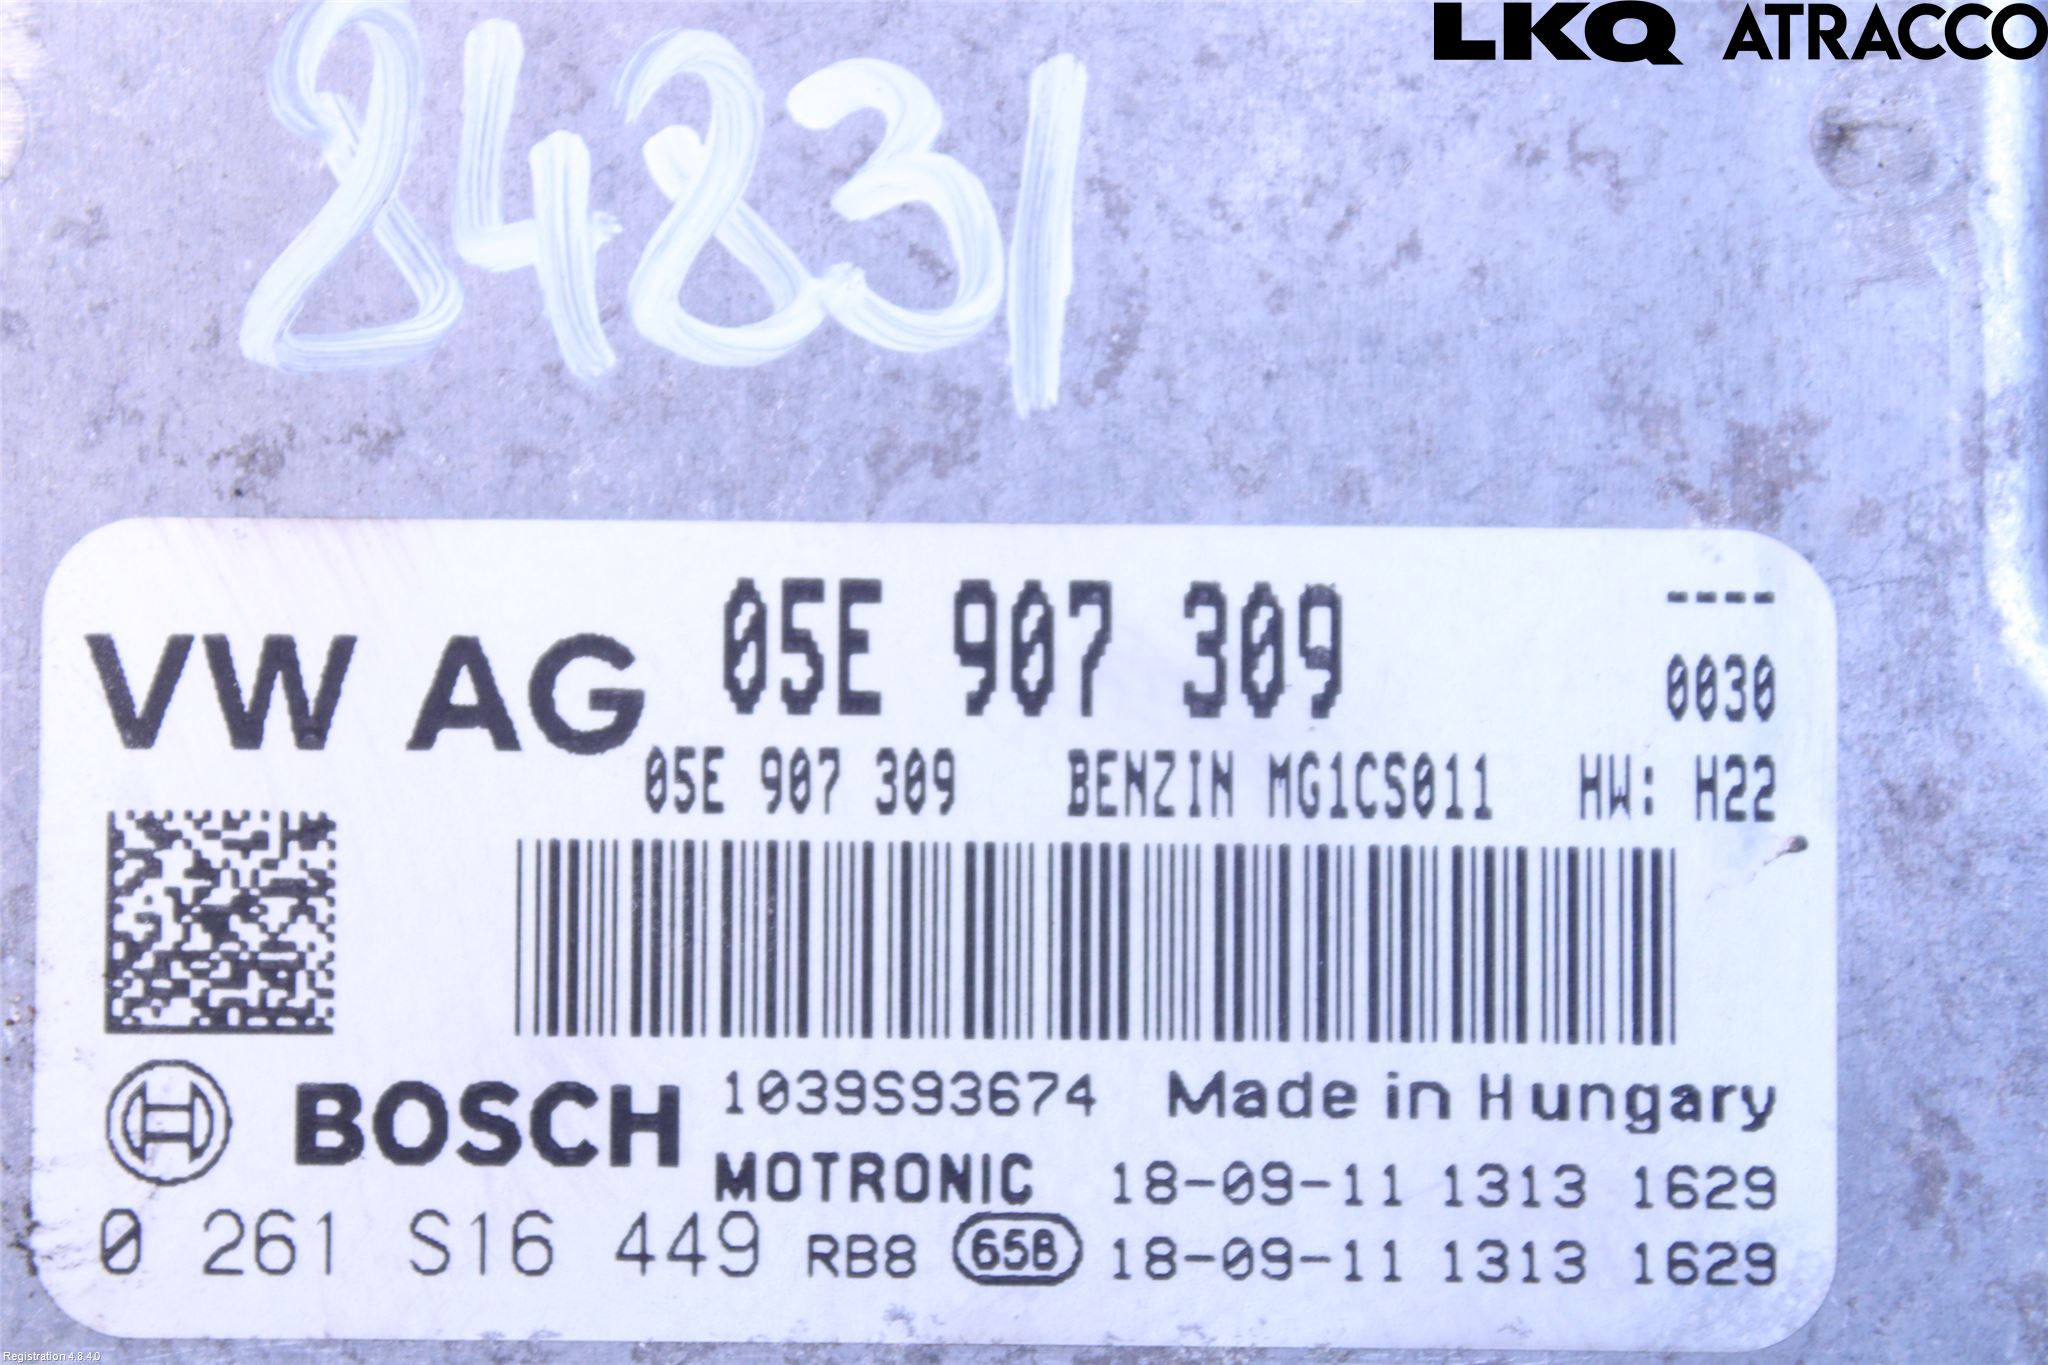 LKQ ATRACCO
84831
VW AG 05E 907 309 ----
0030
05E 907 309 BENZIN MG1CS011 HW: H22
BOSCH 1039S93674 Made in Hungary
MOTRONIC 18-09-11 1313 1629
0 261 S16 449 RB8 65B 18-09-11 1313 1629
Registration 4.8.4.0